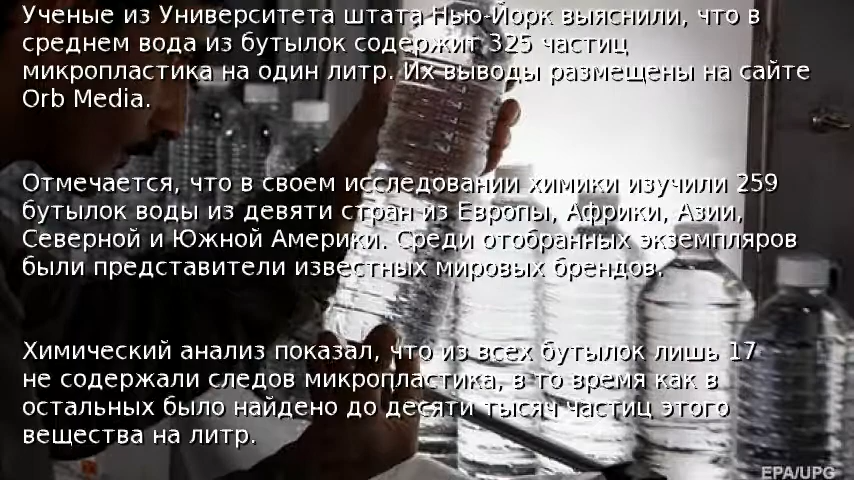 Ученые из Университета штата Нью-Йорк выяснили, что в
среднем вода из бутылок содержит 325 частиц
микропластика на один литр. Их выводы размещены на сайте
Orb Media.
Отмечается, что в своем исследовании химики изучили 259
бутылок воды из девяти стран из Европы, Африки, Азии,
Северной и Южной Америки. Среди отобранных экземпляров
были представители известных мировых брендов.
Химический анализ показал, что из всех бутылок лишь 17
не содержали следов микропластика, в то время как в
остальных было найдено до десяти тысяч частиц этого
вещества на литр.
EPA/UPG